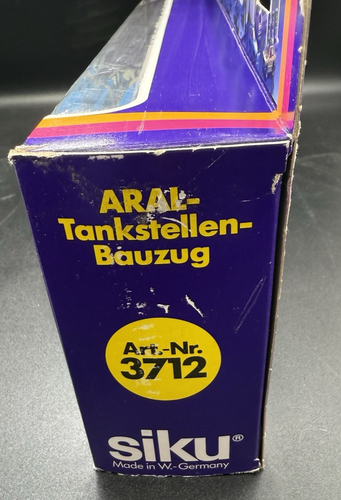 ARAL-
Tankstellen-
Bauzug
Art.-Nr.
3712
siku®
Made in W.-Germany